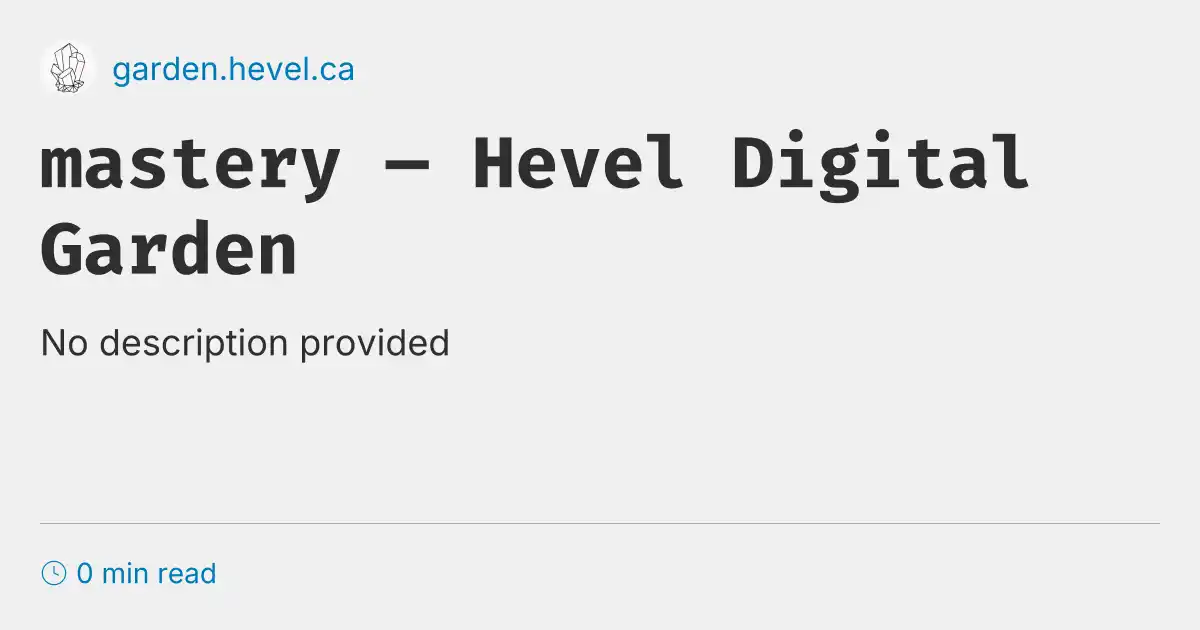 garden.hevel.ca
mastery — Hevel Digital
Garden
No description provided
0 min read